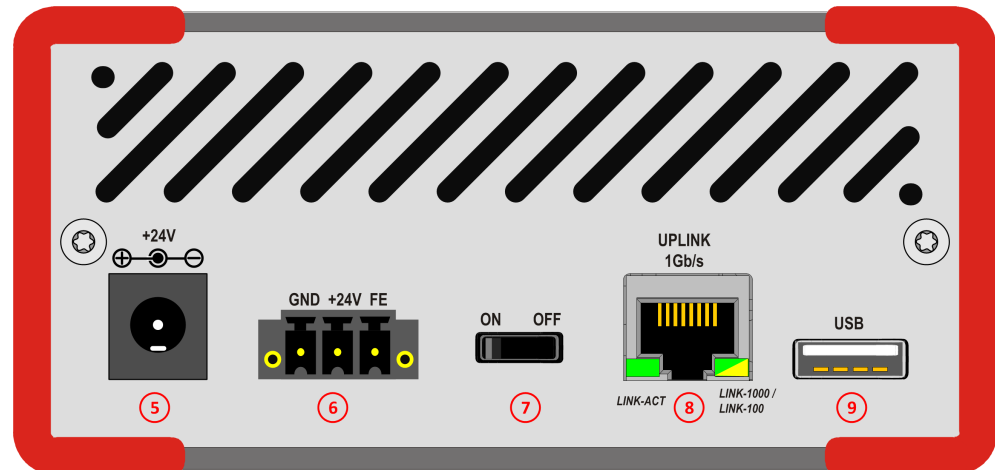 +24V
GND +24V FE
ON OFF
UPLINK
1Gb/s
USB
LINK-ACT
LINK-1000 /
LINK-100
5
6
7
8
9